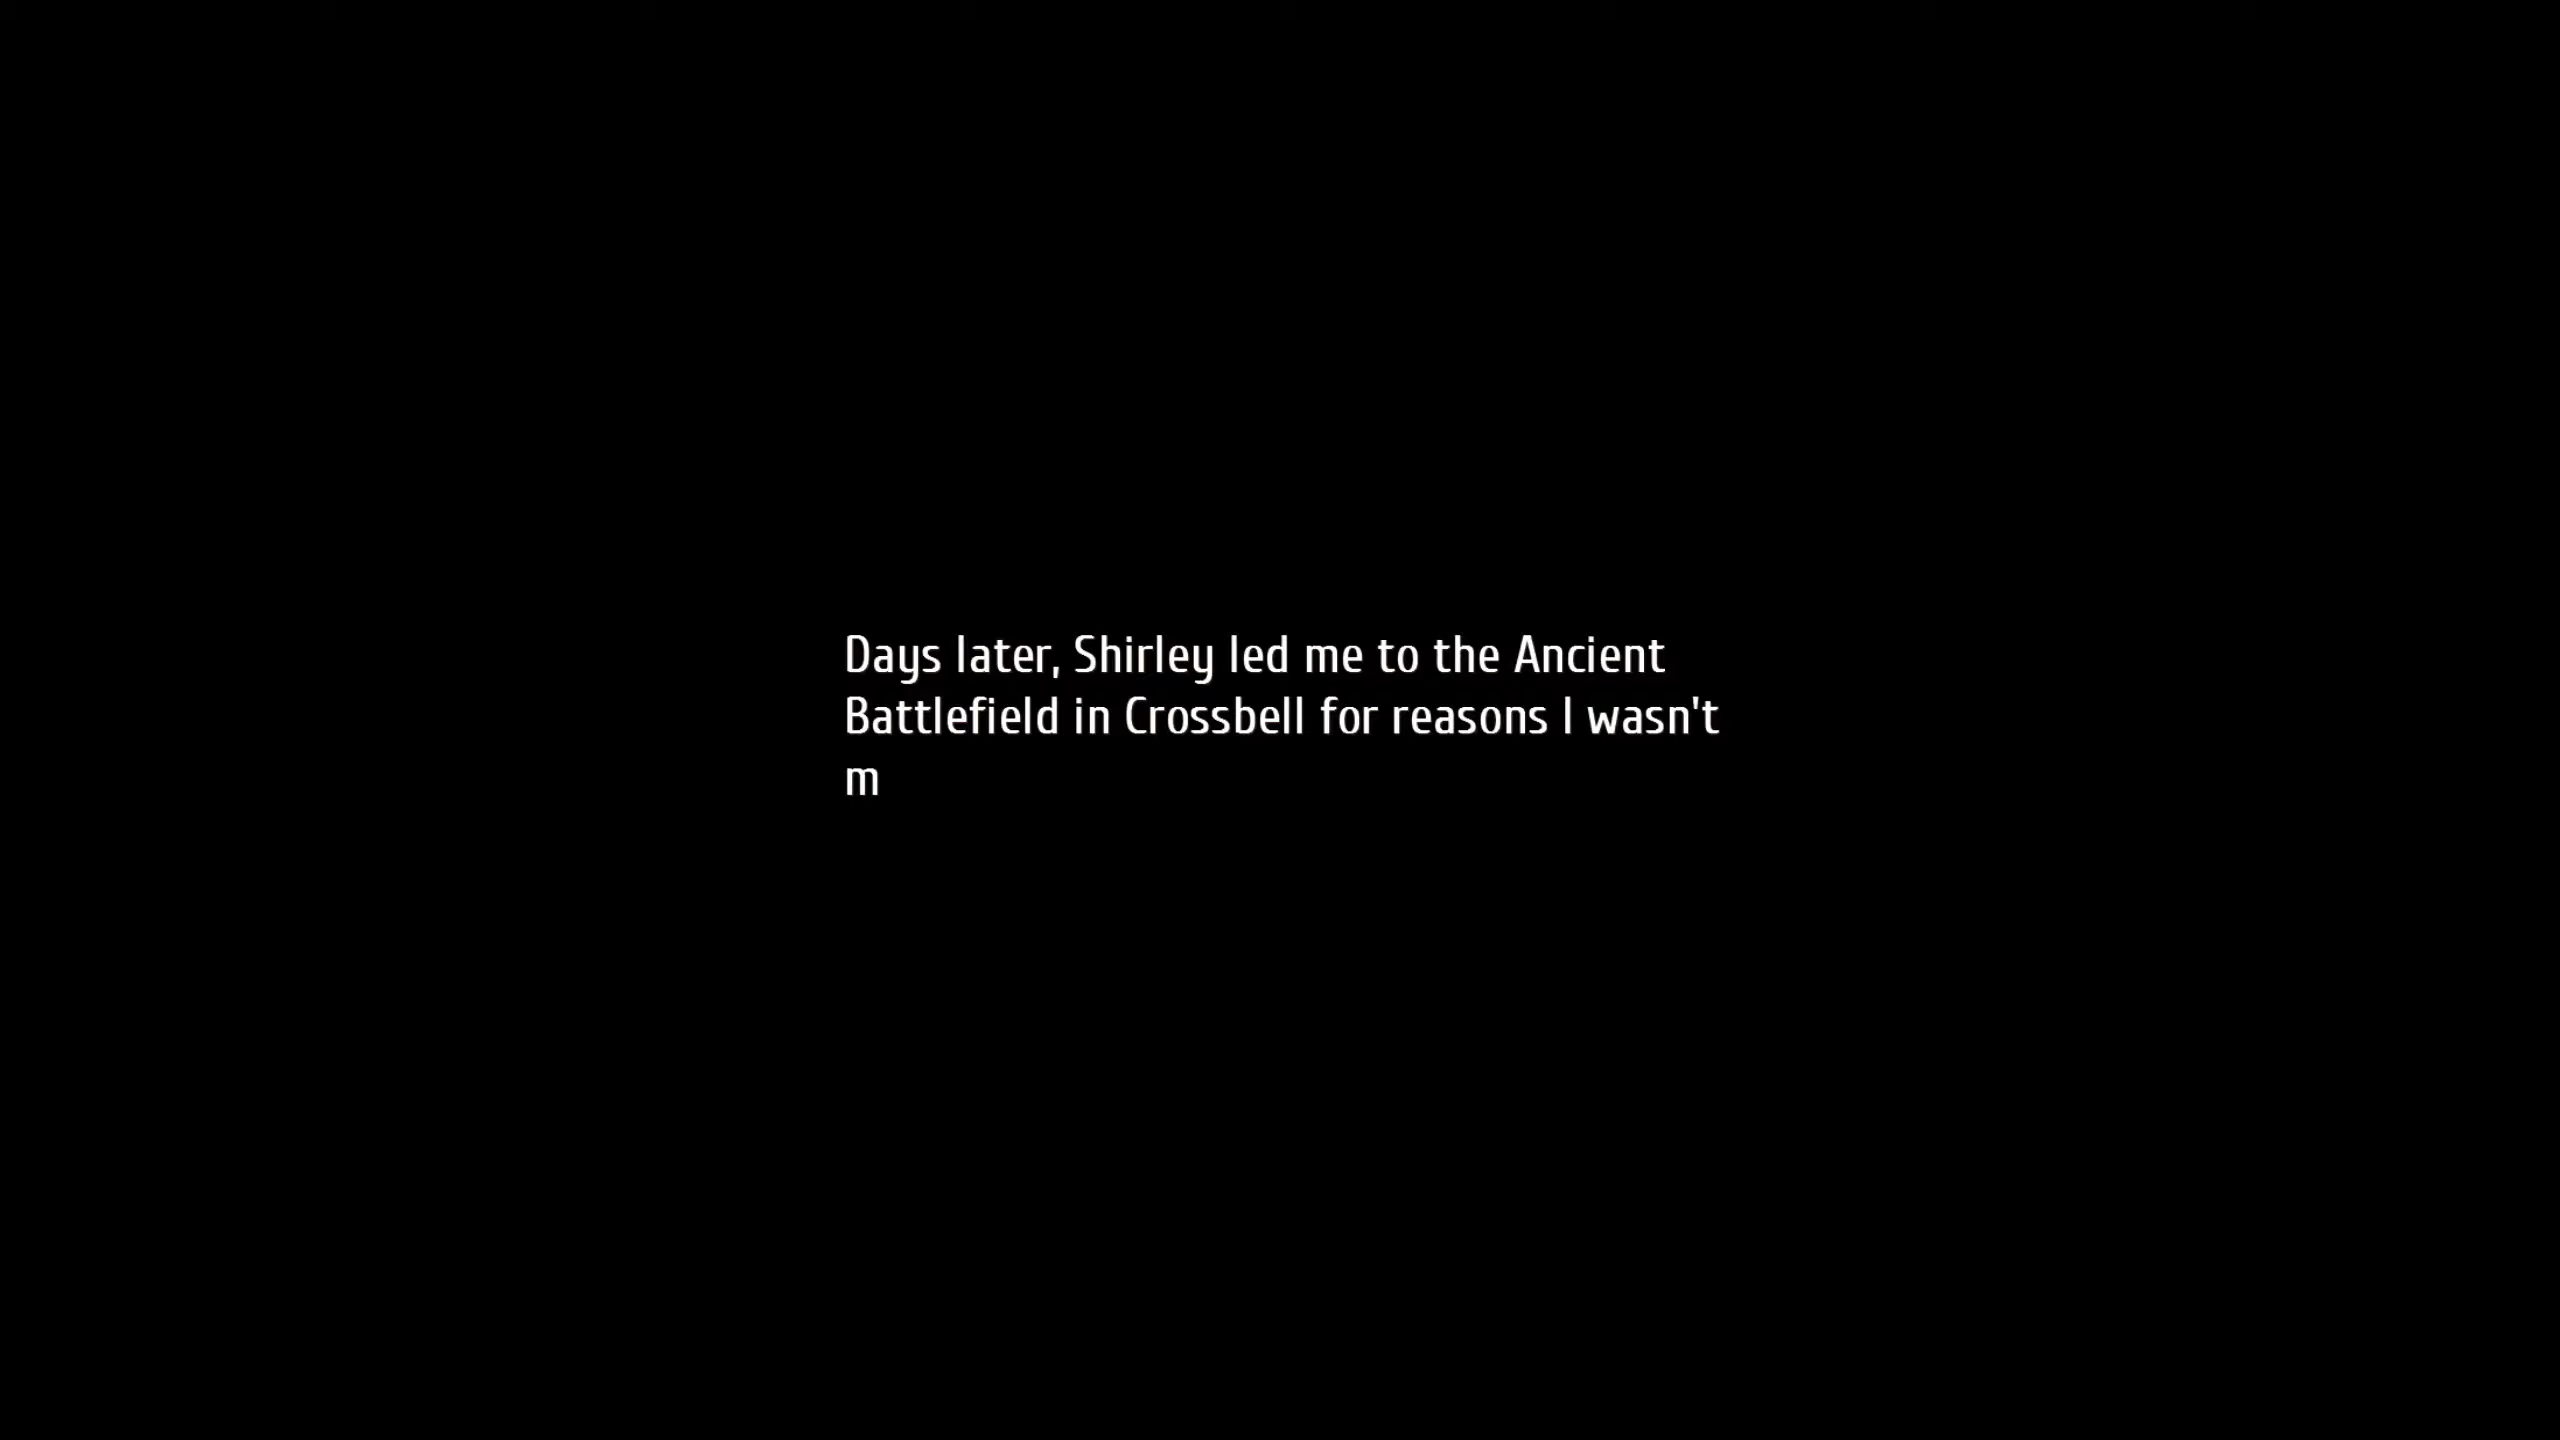 Days later, Shirley led me to the Ancient
Battlefield in Crossbell for reasons I wasn't
m